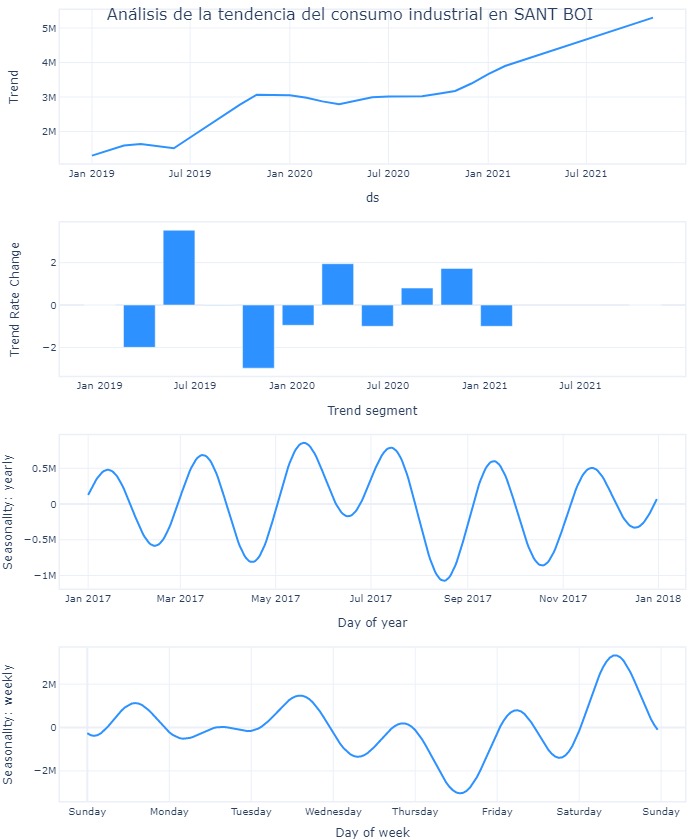 Análisis de la tendencia del consumo industrial en SANT BOI
5M
4M
3M
2M
Trend
Jan 2019 Jul 2019 Jan 2020 Jul 2020 Jan 2021 Jul 2021
ds
2
0
−2
Trend Rate Change
Jan 2019 Jul 2019 Jan 2020 Jul 2020 Jan 2021 Jul 2021
Trend segment
0.5M
0
−0.5M
−1M
Seasonality: yearly
Jan 2017 Mar 2017 May 2017 Jul 2017 Sep 2017 Nov 2017 Jan 2018
Day of year
2M
0
−2M
Seasonality: weekly
Sunday Monday Tuesday Wednesday Thursday Friday Saturday Sunday
Day of week